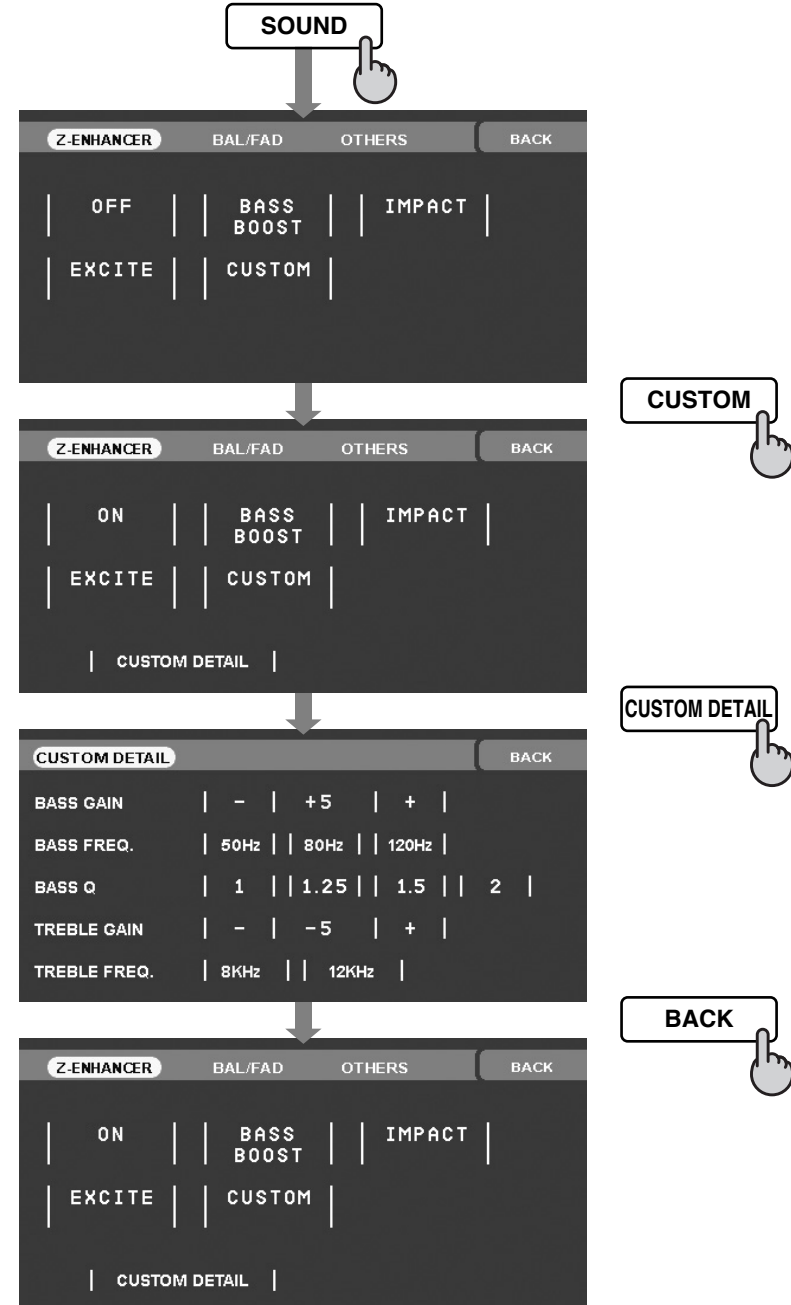 SOUND
Z-ENHANCER BAL/FAD OTHERS BACK
OFF BASS BOOST IMPACT
EXCITE CUSTOM
CUSTOM
Z-ENHANCER BAL/FAD OTHERS BACK
ON BASS BOOST IMPACT
EXCITE CUSTOM
CUSTOM DETAIL
CUSTOM DETAIL
CUSTOM DETAIL BACK
BASS GAIN - +5 +
BASS FREQ. 50Hz 80Hz 120Hz
BASS Q 1 1.25 1.5 2
TREBLE GAIN - -5 +
TREBLE FREQ. 8KHz 12KHz
BACK
Z-ENHANCER BAL/FAD OTHERS BACK
ON BASS BOOST IMPACT
EXCITE CUSTOM
CUSTOM DETAIL